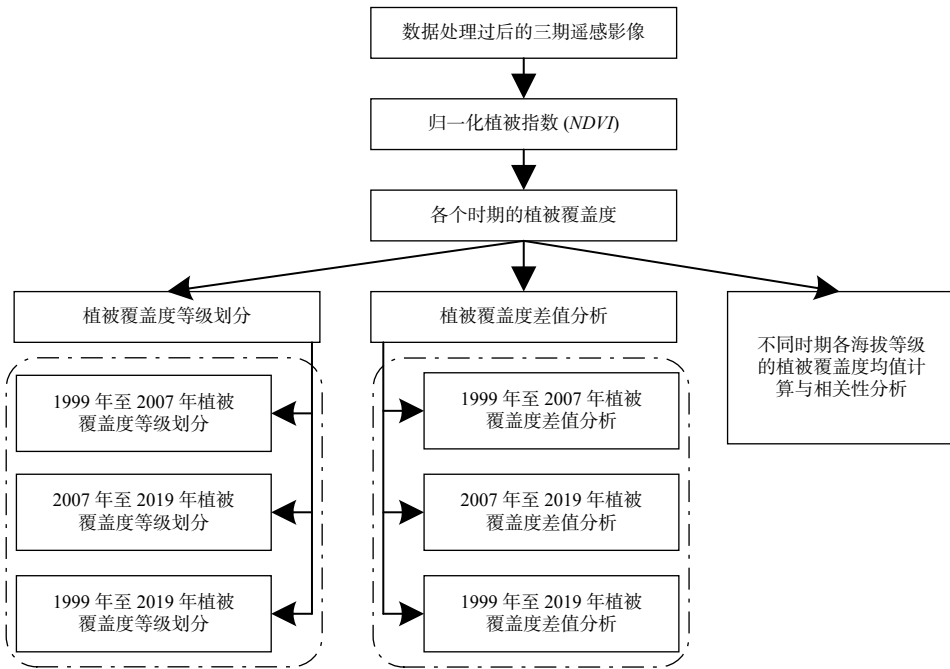 数据处理过后的三期遥感影像
归一化植被指数 (NDVI)
各个时期的植被覆盖度
植被覆盖度等级划分
1999 年至 2007 年植被
覆盖度等级划分
2007 年至 2019 年植被
覆盖度等级划分
1999 年至 2019 年植被
覆盖度等级划分
植被覆盖度差值分析
1999 年至 2007 年植被
覆盖度差值分析
2007 年至 2019 年植被
覆盖度差值分析
1999 年至 2019 年植被
覆盖度差值分析
不同时期各海拔等级
的植被覆盖度均值计
算与相关性分析